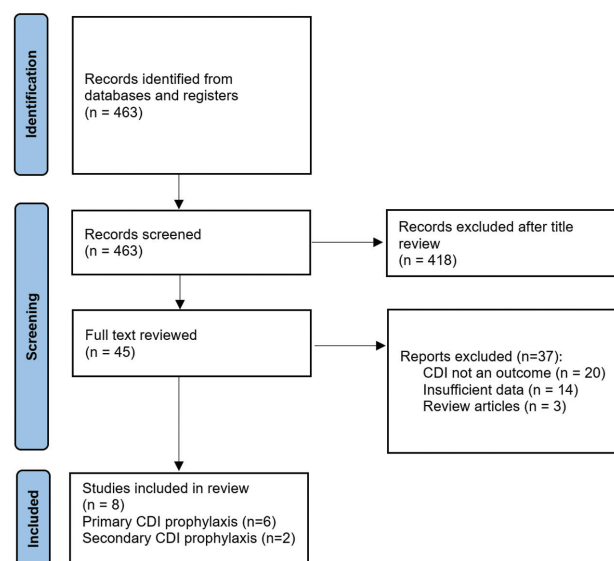 Identification
Records identified from
databases and registers
(n = 463)
Screening
Records screened
(n = 463)
Records excluded after title
review
(n = 418)
Full text reviewed
(n = 45)
Reports excluded (n=37):
CDI not an outcome (n = 20)
Insufficient data (n = 14)
Review articles (n = 3)
Included
Studies included in review
(n = 8)
Primary CDI prophylaxis (n=6)
Secondary CDI prophylaxis (n=2)